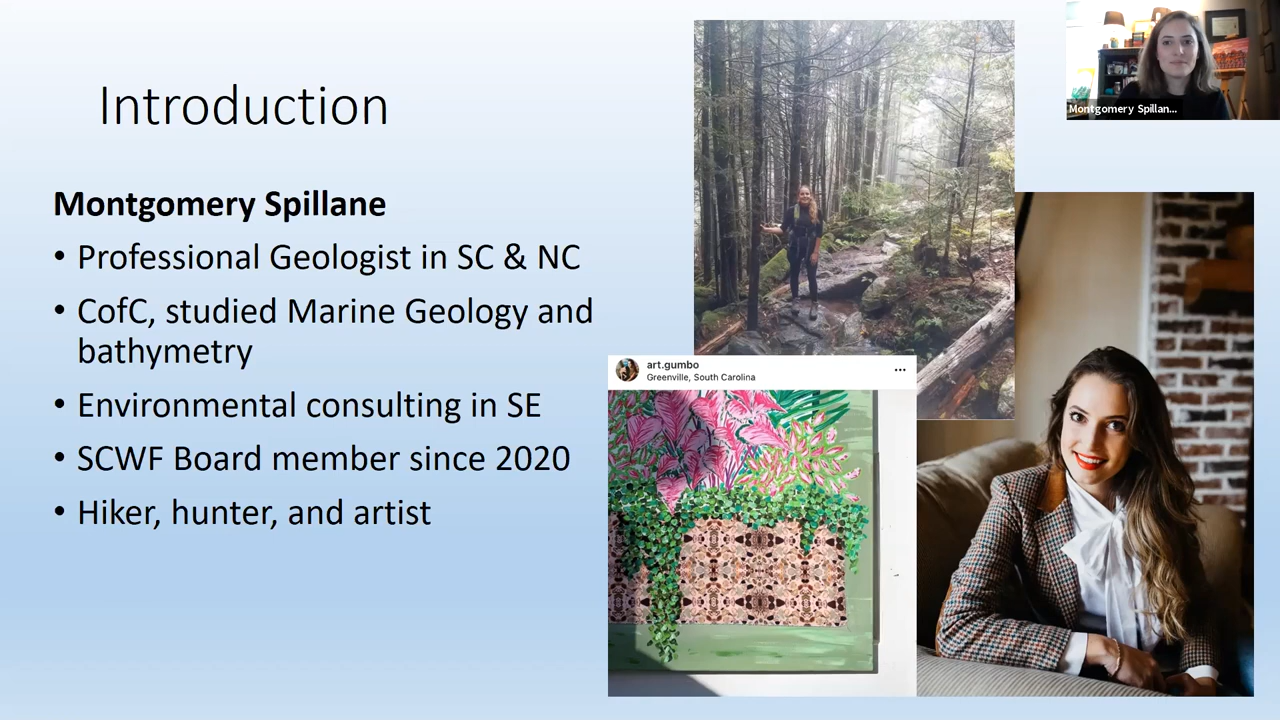 Introduction
Montgomery Spillane
• Professional Geologist in SC & NC
• CofC, studied Marine Geology and
bathymetry
• Environmental consulting in SE
• SCWF Board member since 2020
• Hiker, hunter, and artist
art.gumbo
Greenville, South Carolina
Montgomery Spillan...